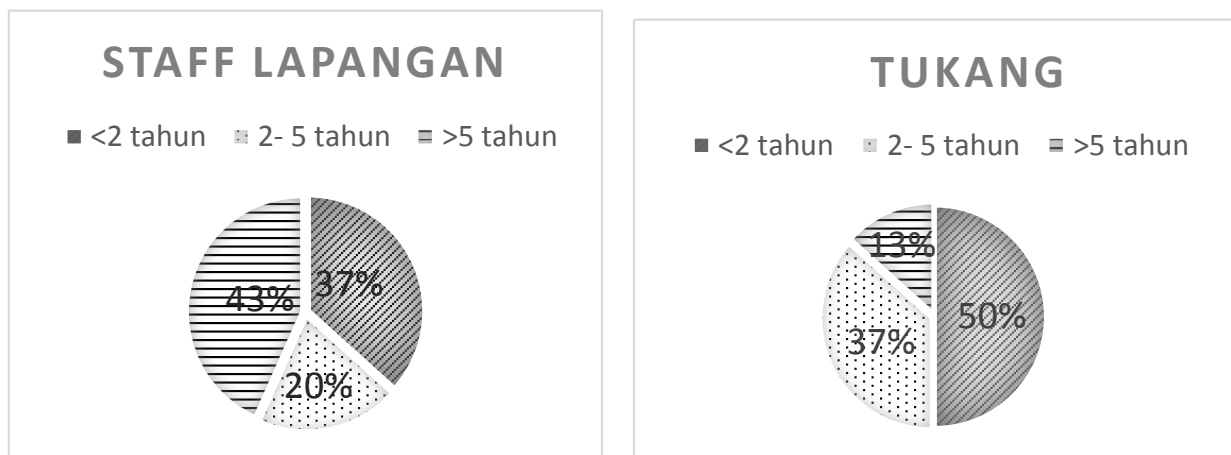 STAFF LAPANGAN
<2 tahun 2- 5 tahun >5 tahun
43%
37%
20%
TUKANG
<2 tahun 2- 5 tahun >5 tahun
13%
50%
37%